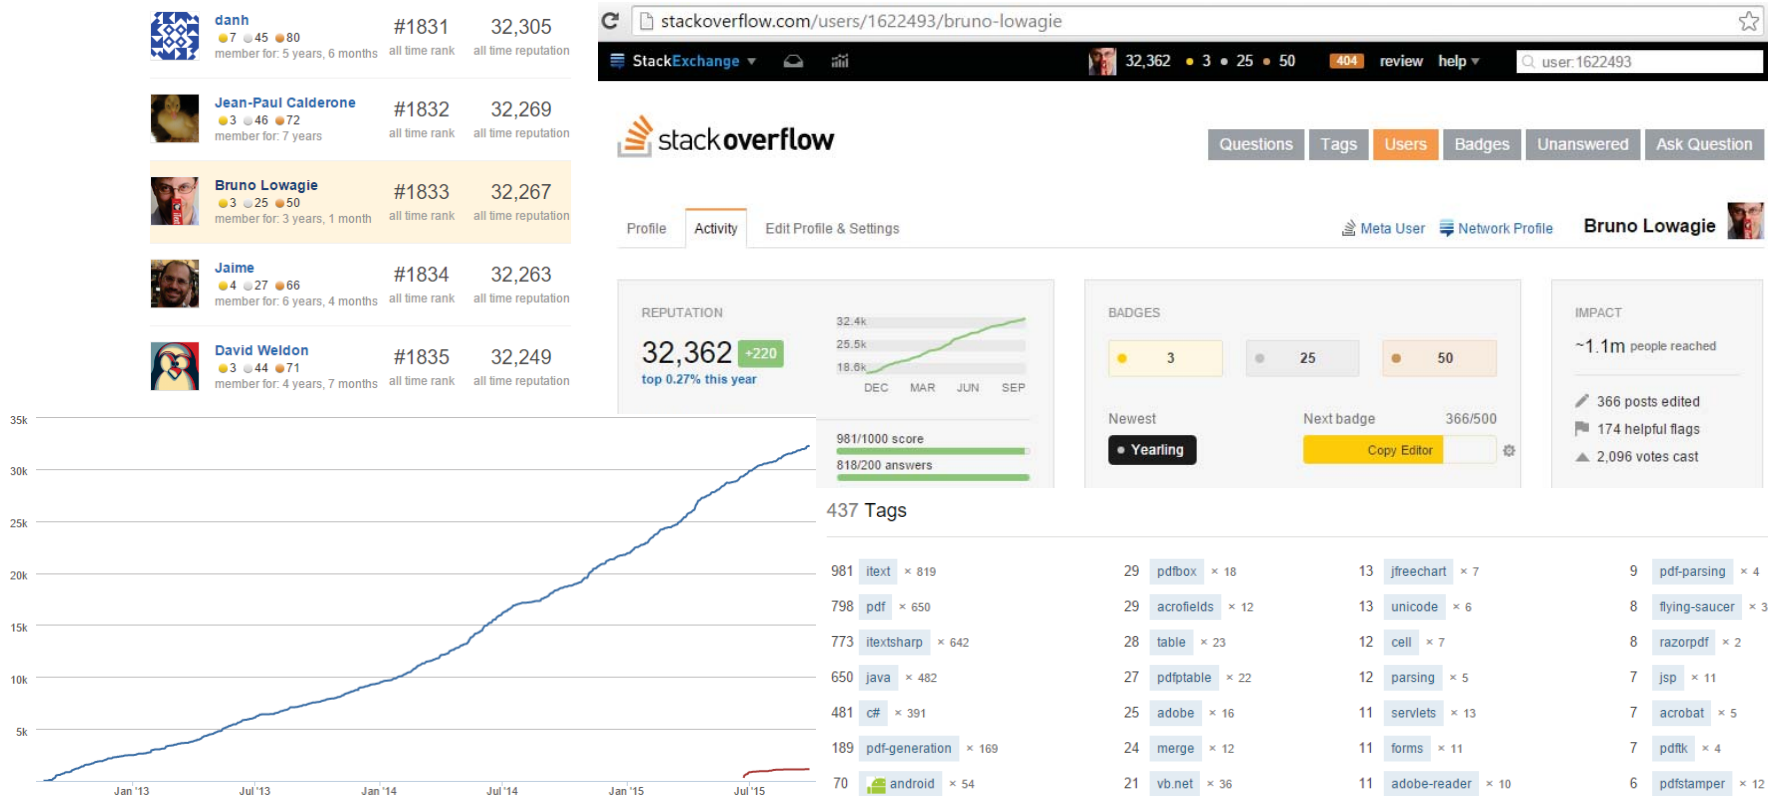 danh
7 45 80
member for: 5 years, 6 months
#1831
all time rank
32,305
all time reputation
Jean-Paul Calderone
3 46 72
member for: 7 years
#1832
all time rank
32,269
all time reputation
Bruno Lowagie
3 25 50
member for: 3 years, 1 month
#1833
all time rank
32,267
all time reputation
Jaime
4 27 66
member for: 6 years, 4 months
#1834
all time rank
32,263
all time reputation
David Weldon
3 44 71
member for: 4 years, 7 months
#1835
all time rank
32,249
all time reputation
stackoverflow.com/users/1622493/bruno-lowagie
StackExchange 32,362 3 25 50 404 review help user:1622493
stackoverflow
Questions Tags Users Badges Unanswered Ask Question
Profile Activity Edit Profile & Settings Meta User Network Profile Bruno Lowagie
REPUTATION
32,362 +220
top 0.27% this year
32.4k
25.5k
18.6k
DEC MAR JUN SEP
981/1000 score
818/200 answers
BADGES
3 25 50
Newest
Yearling
Next badge 366/500
Copy Editor
IMPACT
~1.1m people reached
366 posts edited
174 helpful flags
2,096 votes cast
35k
30k
25k
20k
15k
10k
5k
Jan '13 Jul '13 Jan '14 Jul '14 Jan '15 Jul '15
437 Tags
981 itext × 819 29 pdfbox × 18 13 jfreechart × 7 9 pdf-parsing × 4
798 pdf × 650 29 acrofields × 12 13 unicode × 6 8 flying-saucer × 3
773 itextsharp × 642 28 table × 23 12 cell × 7 8 razorpdf × 2
650 java × 482 27 pdfptable × 22 12 parsing × 5 7 jsp × 11
481 c# × 391 25 adobe × 16 11 servlets × 13 7 acrobat × 5
189 pdf-generation × 169 24 merge × 12 11 forms × 11 7 pdftk × 4
70 android × 54 21 vb.net × 36 11 adobe-reader × 10 6 pdfstamper × 12